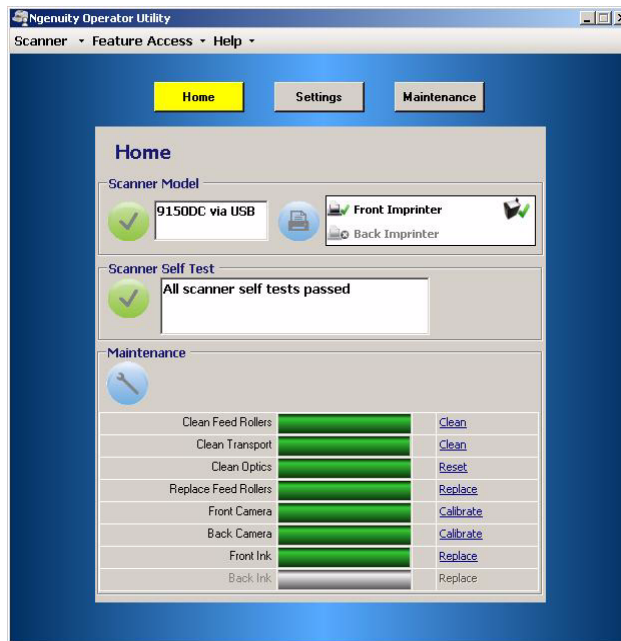 Ngenuity Operator Utility
Scanner Feature Access Help
Home Settings Maintenance
Home
Scanner Model
9150DC via USB
Front Imprinter
Back Imprinter
Scanner Self Test
All scanner self tests passed
Maintenance
Clean Feed Rollers Clean
Clean Transport Clean
Clean Optics Reset
Replace Feed Rollers Replace
Front Camera Calibrate
Back Camera Calibrate
Front Ink Replace
Back Ink Replace